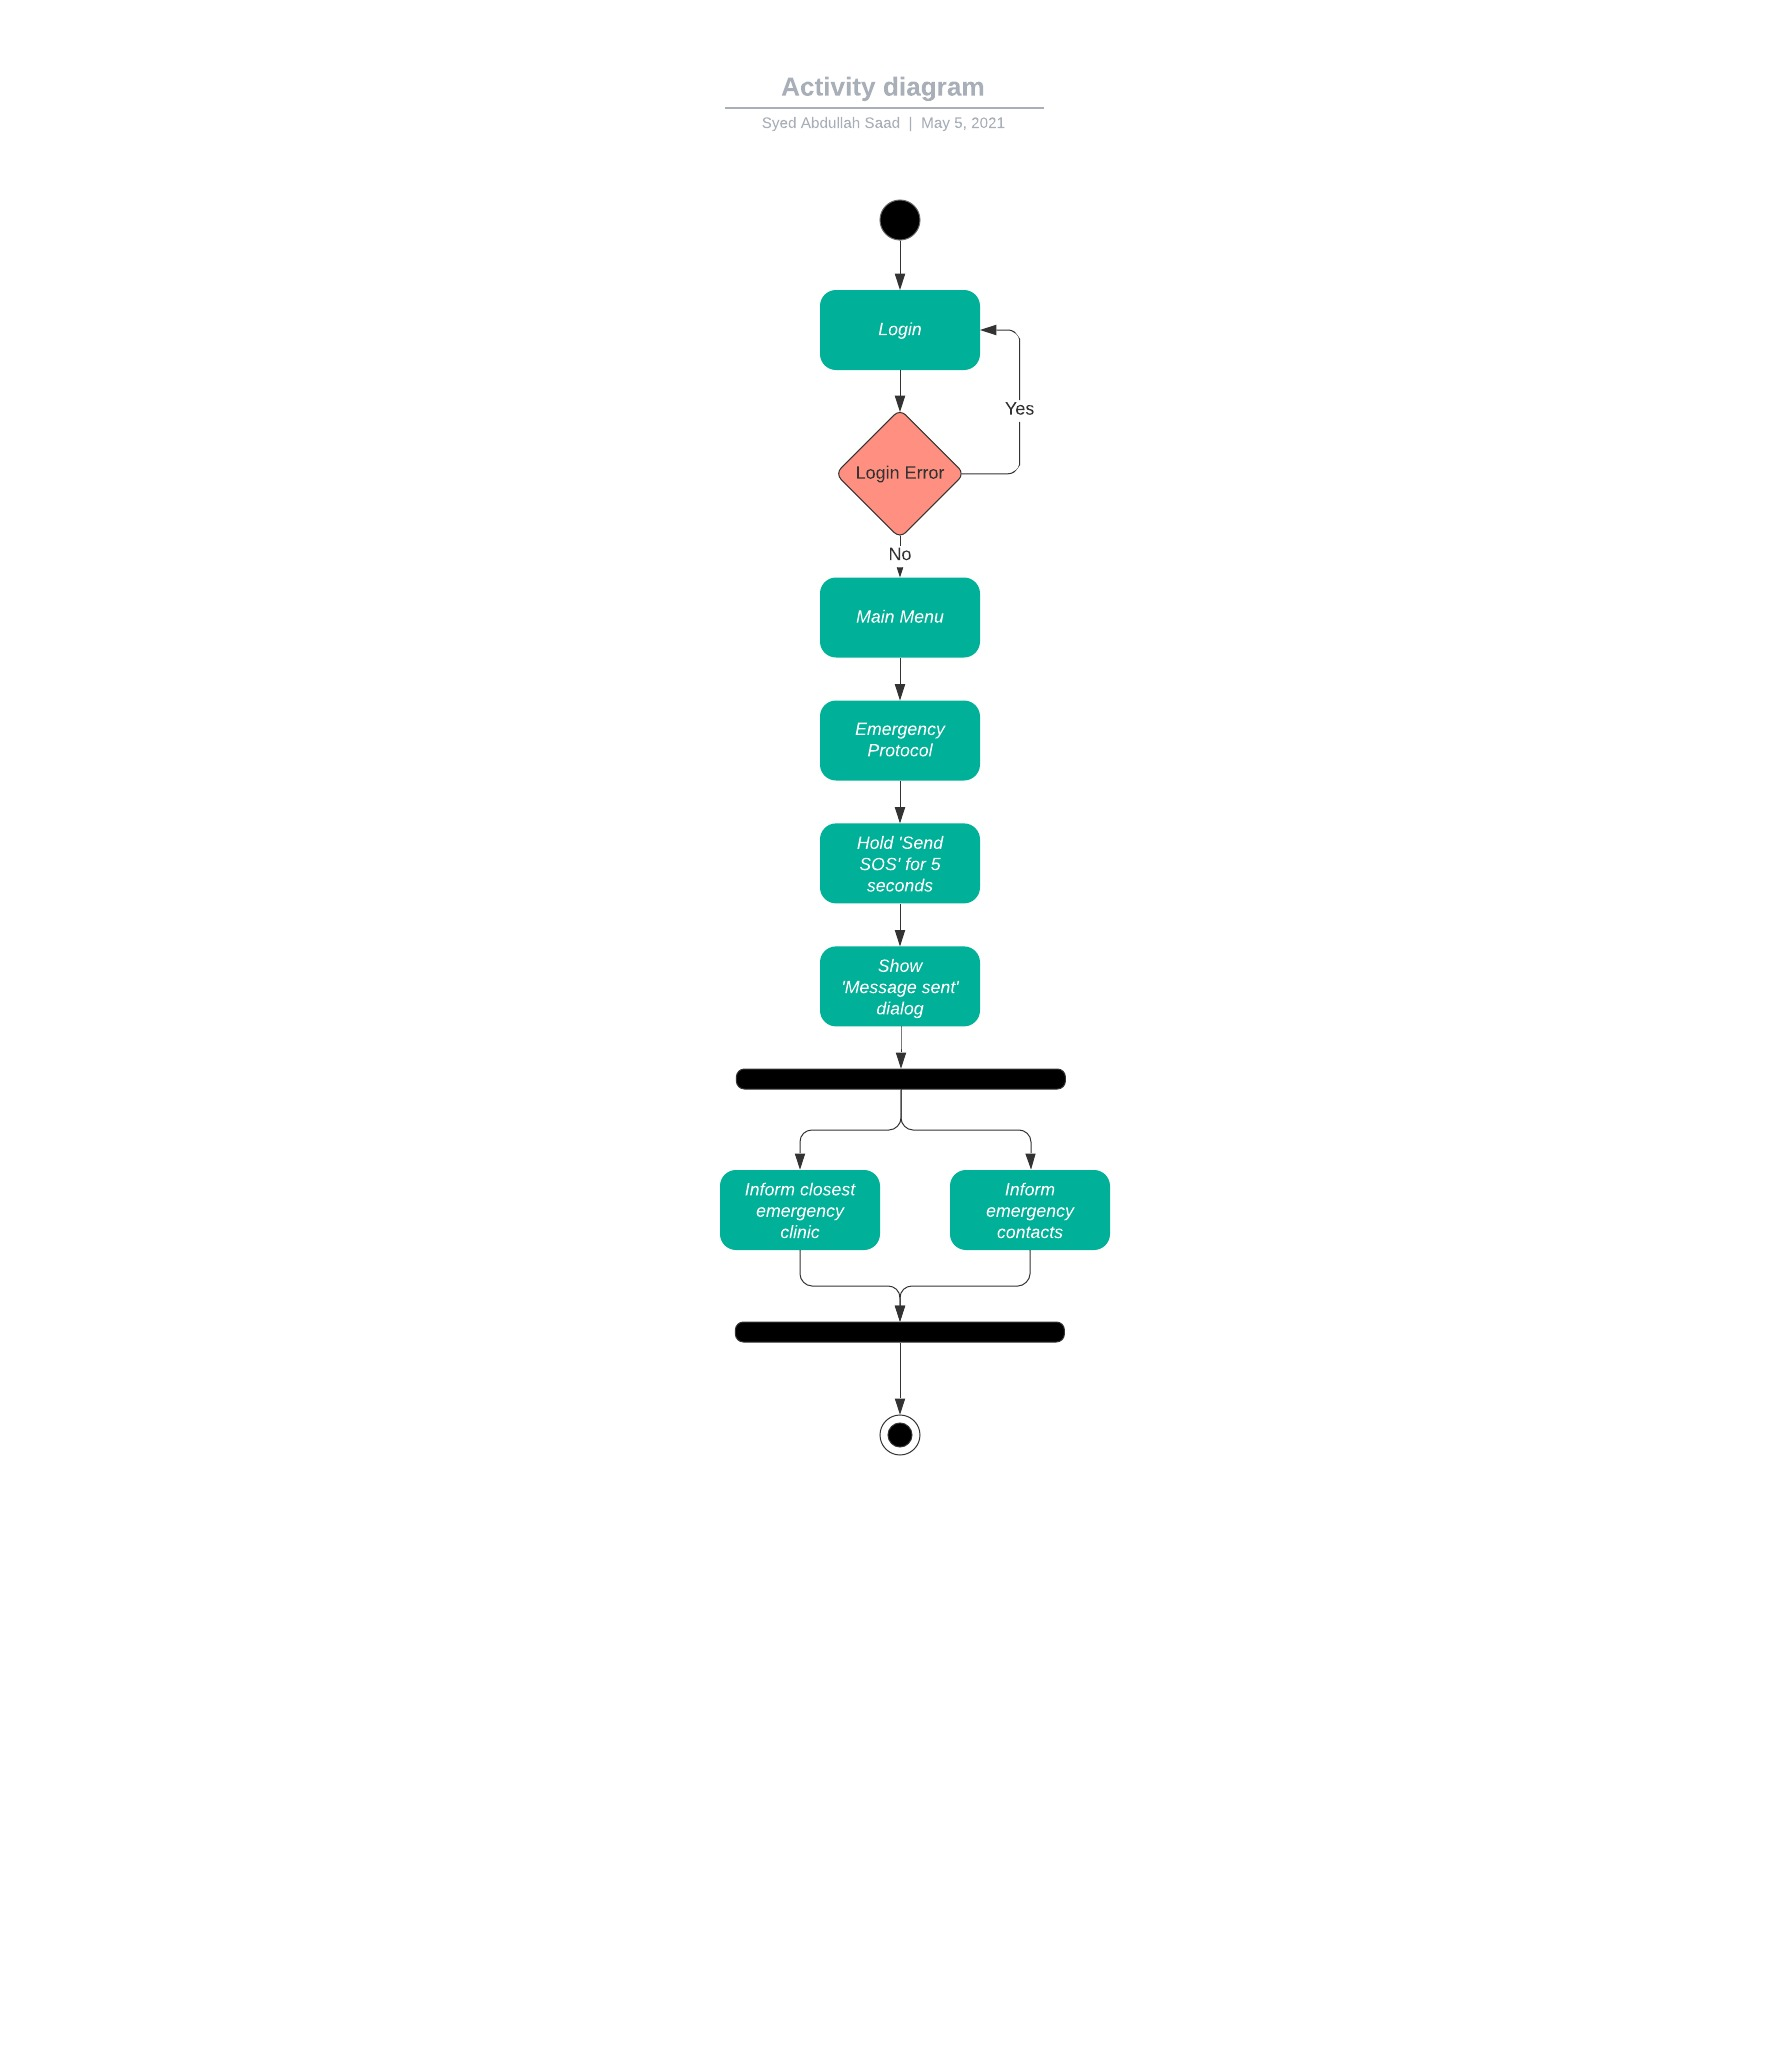 Activity diagram
Syed Abdullah Saad | May 5, 2021
Login
Yes
Login Error
No
Main Menu
Emergency
Protocol
Hold 'Send
SOS' for 5
seconds
Show
'Message sent'
dialog
Inform closest
emergency
clinic
Inform
emergency
contacts